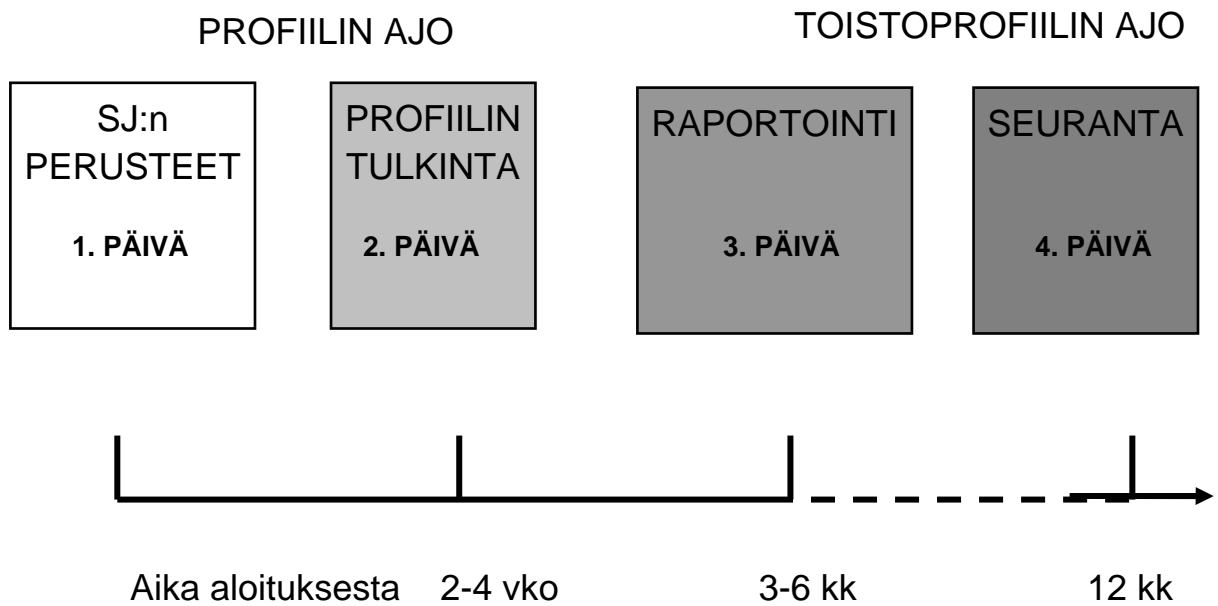 PROFIILIN AJO
TOISTOPROFIILIN AJO
SJ:n
PERUSTEET
1. PÄIVÄ
PROFIILIN
TULKINTA
2. PÄIVÄ
RAPORTOINTI
3. PÄIVÄ
SEURANTA
4. PÄIVÄ
Aika aloituksesta 2-4 vko 3-6 kk 12 kk